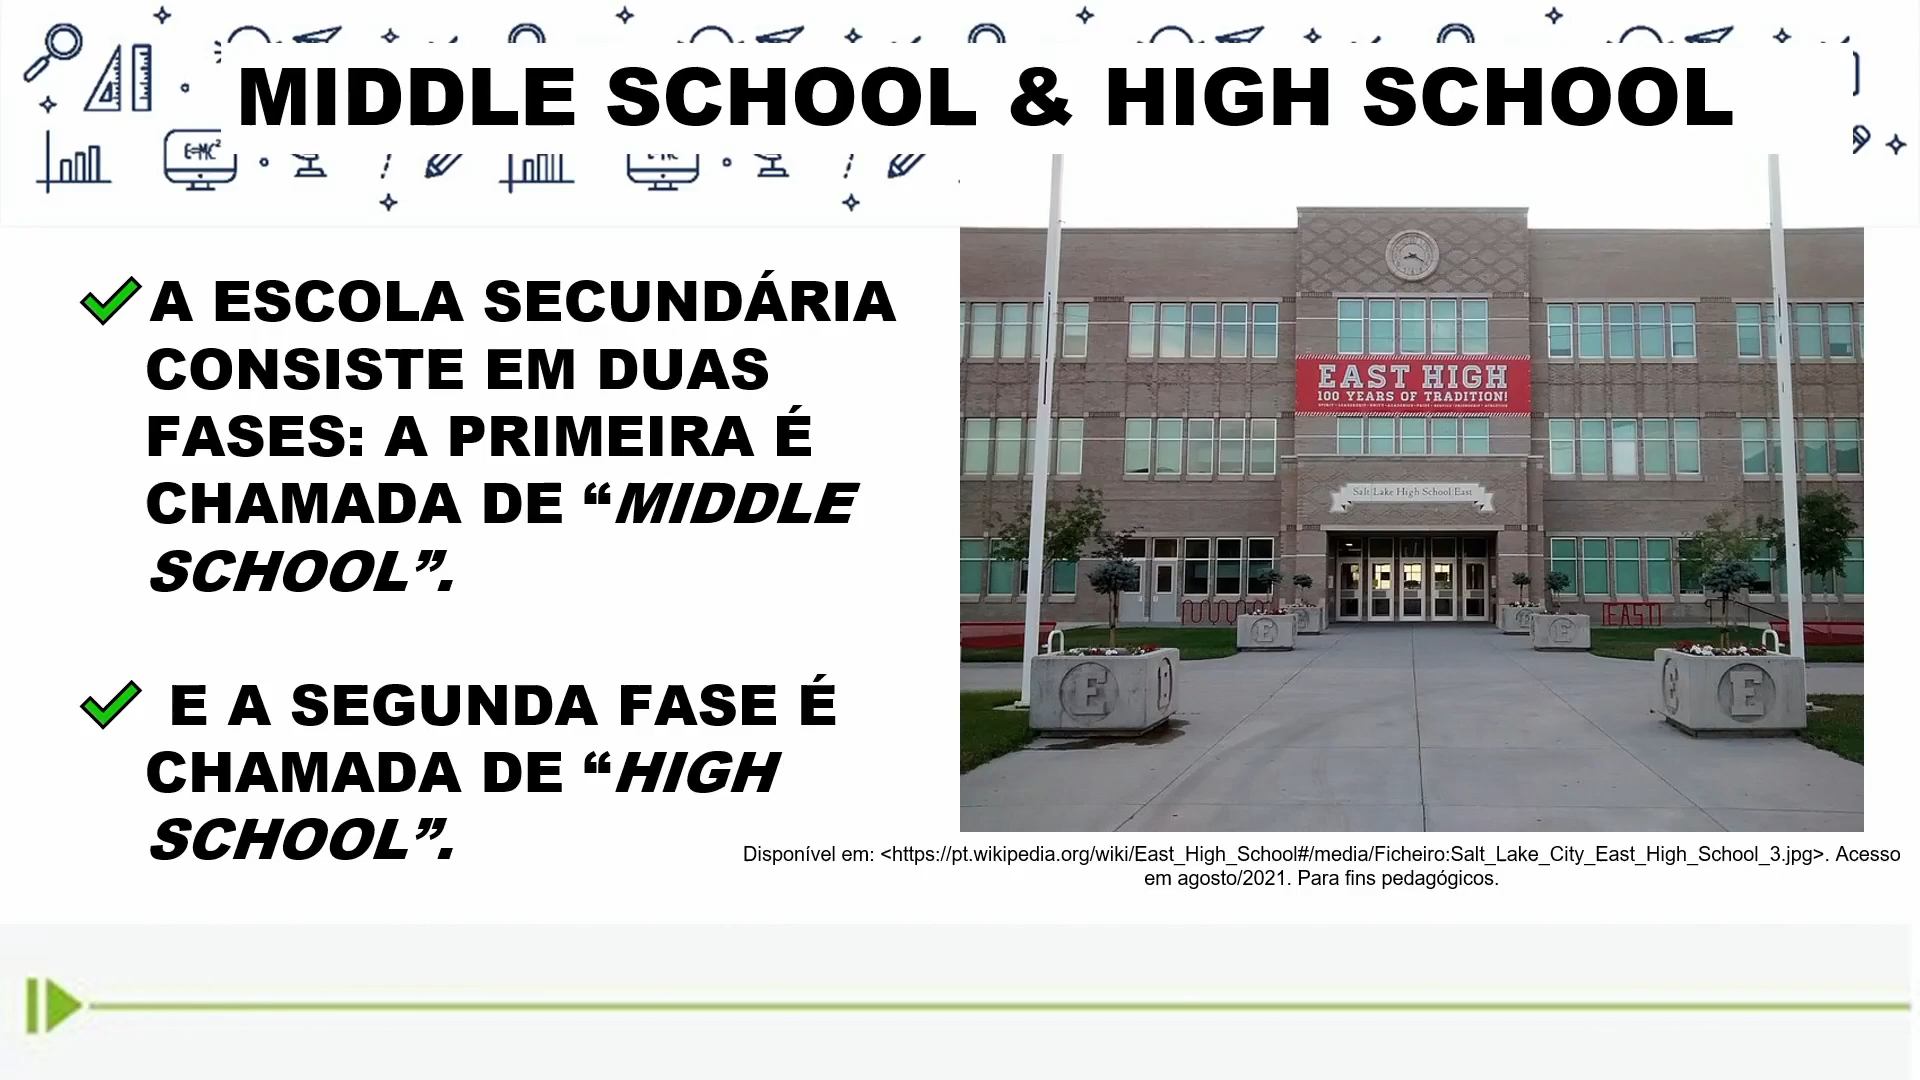 MIDDLE SCHOOL & HIGH SCHOOL
E=MC²
A ESCOLA SECUNDÁRIA
CONSISTE EM DUAS
FASES: A PRIMEIRA É
CHAMADA DE “MIDDLE
SCHOOL”.
E A SEGUNDA FASE É
CHAMADA DE “HIGH
SCHOOL”.
EAST HIGH
100 YEARS OF TRADITION!
Salt Lake High School East
EAST
E
E
E
E
E
Disponível em: <https://pt.wikipedia.org/wiki/East_High_School#/media/Ficheiro:Salt_Lake_City_East_High_School_3.jpg>. Acesso
em agosto/2021. Para fins pedagógicos.